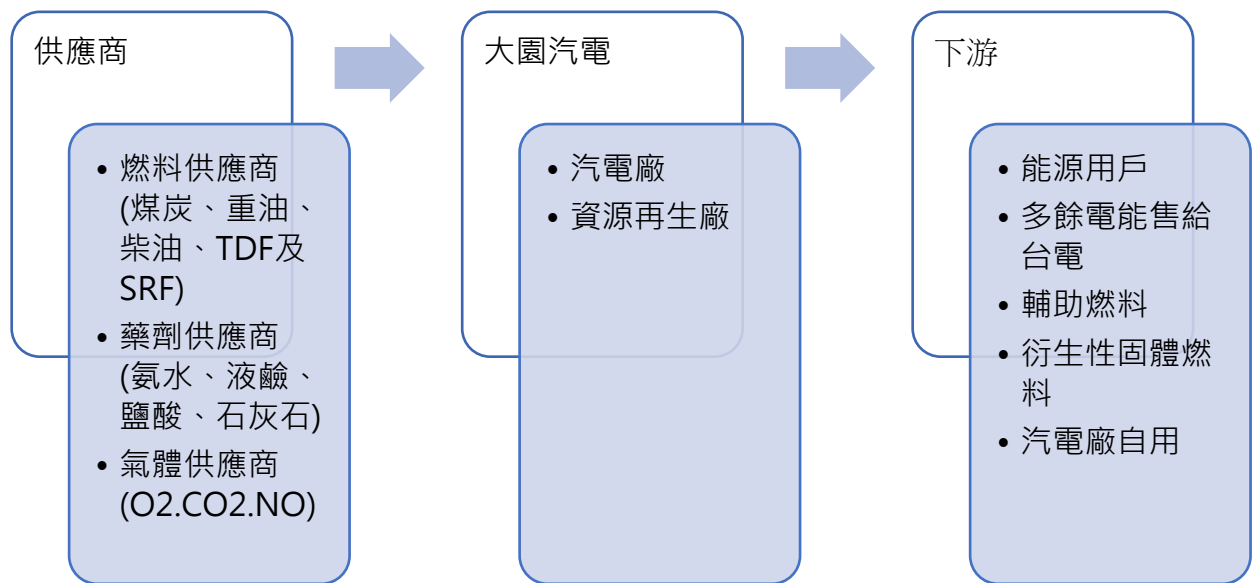 供應商
• 燃料供應商
(煤炭、重油、
柴油、TDF及
SRF)
• 藥劑供應商
(氨水、液鹼、
鹽酸、石灰石)
• 氣體供應商
(O2.CO2.NO)
大園汽電
• 汽電廠
• 資源再生廠
下游
• 能源用戶
• 多餘電能售給
台電
• 輔助燃料
• 衍生性固體燃
料
• 汽電廠自用